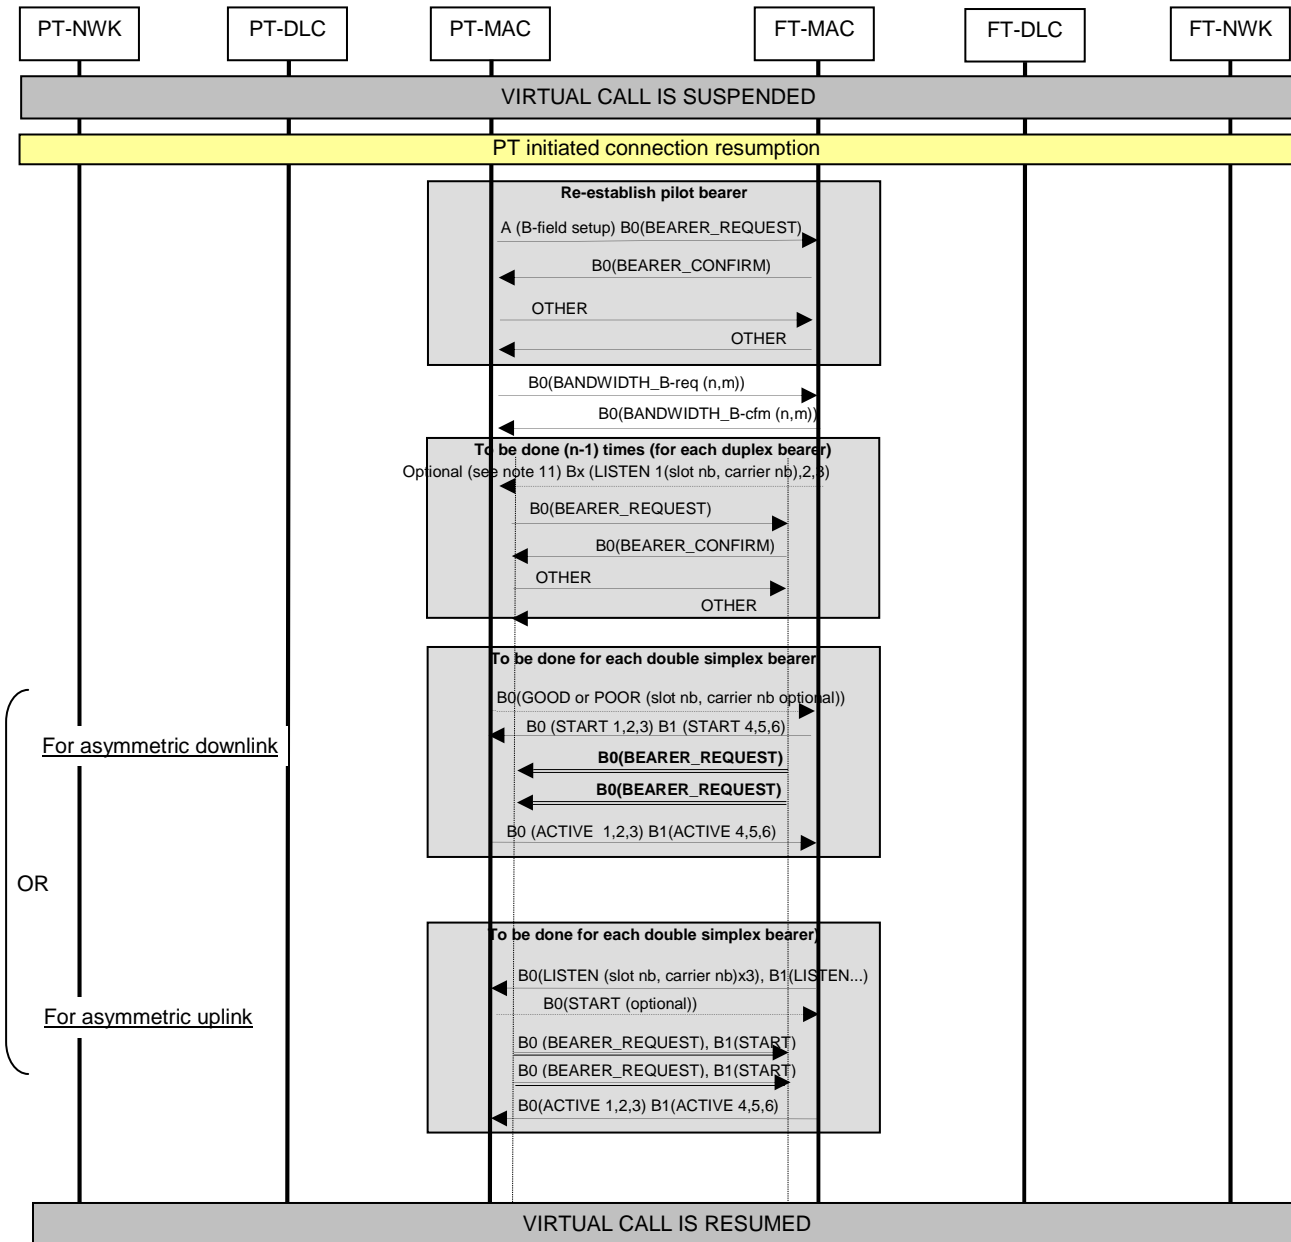 PT-NWK
PT-DLC
PT-MAC
FT-MAC
FT-DLC
FT-NWK
VIRTUAL CALL IS SUSPENDED
PT initiated connection resumption
Re-establish pilot bearer
A (B-field setup) B0(BEARER_REQUEST)
B0(BEARER_CONFIRM)
OTHER
OTHER
B0(BANDWIDTH_B-req (n,m))
B0(BANDWIDTH_B-cfm (n,m))
To be done (n-1) times (for each duplex bearer)
Optional (see note 11) Bx (LISTEN 1(slot nb, carrier nb),2,3)
B0(BEARER_REQUEST)
B0(BEARER_CONFIRM)
OTHER
OTHER
To be done for each double simplex bearer
B0(GOOD or POOR (slot nb, carrier nb optional))
B0 (START 1,2,3) B1 (START 4,5,6)
For asymmetric downlink
B0(BEARER_REQUEST)
B0(BEARER_REQUEST)
B0 (ACTIVE  1,2,3) B1(ACTIVE 4,5,6)
OR
To be done for each double simplex bearer)
B0(LISTEN (slot nb, carrier nb)x3), B1(LISTEN...)
B0(START (optional))
For asymmetric uplink
B0 (BEARER_REQUEST), B1(START)
B0 (BEARER_REQUEST), B1(START)
B0(ACTIVE 1,2,3) B1(ACTIVE 4,5,6)
VIRTUAL CALL IS RESUMED